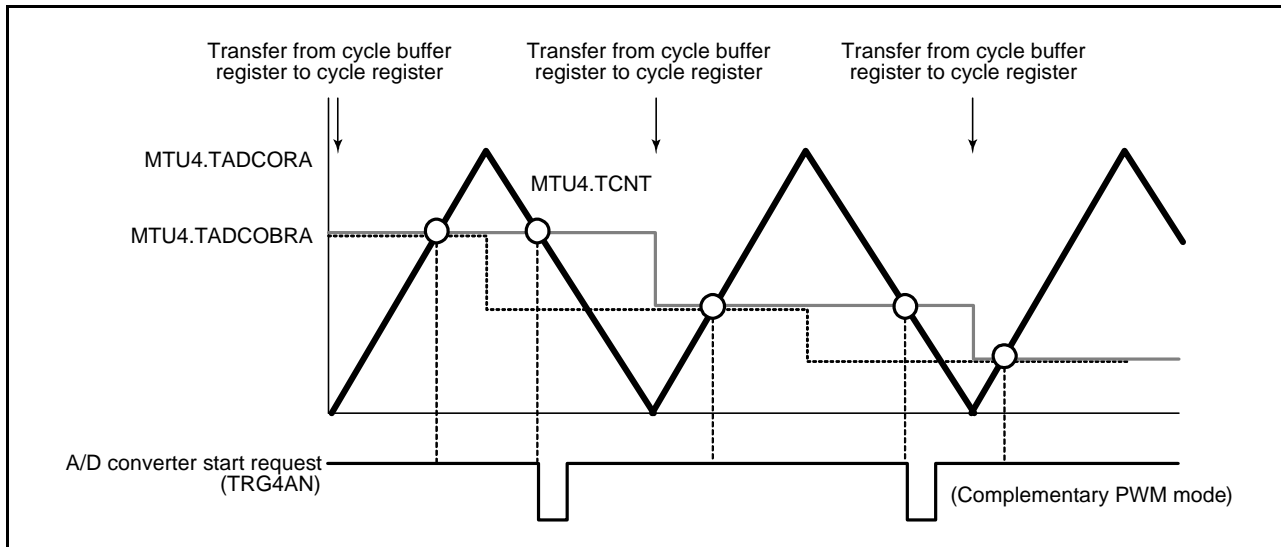 Transfer from cycle buffer
register to cycle register
Transfer from cycle buffer
register to cycle register
Transfer from cycle buffer
register to cycle register
MTU4.TADCORA
MTU4.TCNT
MTU4.TADCOBRA
A/D converter start request
(TRG4AN)
(Complementary PWM mode)